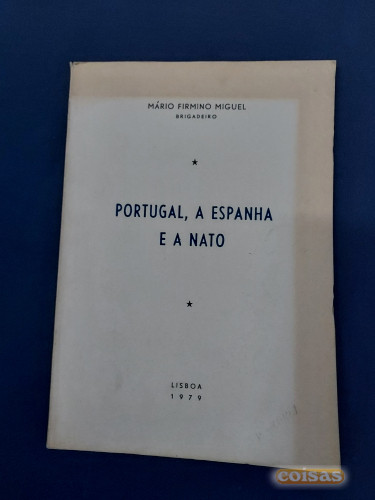 MÁRIO FIRMINO MIGUEL
BRIGADEIRO
PORTUGAL, A ESPANHA
E A NATO
LISBOA
1979
coisas